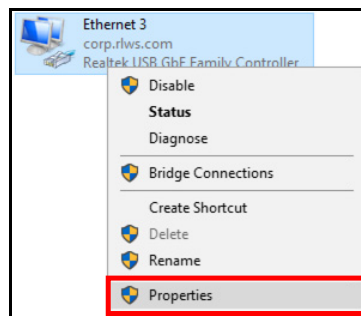 Ethernet 3
corp.rlws.com
Realtek USB GbE Family Controller
Disable
Status
Diagnose
Bridge Connections
Create Shortcut
Delete
Rename
Properties